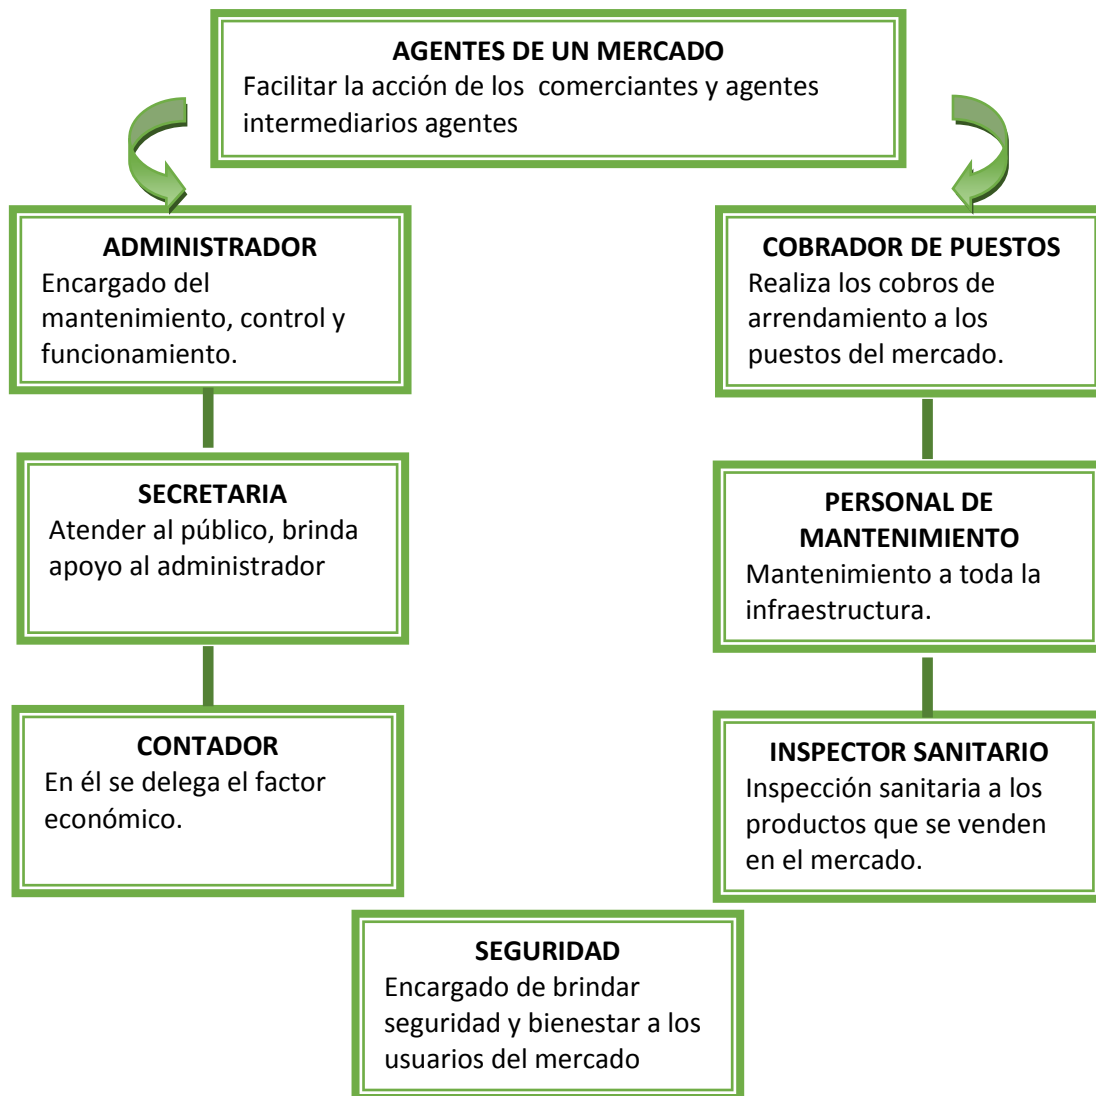 AGENTES DE UN MERCADO
Facilitar la acción de los comerciantes y agentes
intermediarios agentes
ADMINISTRADOR
Encargado del
mantenimiento, control y
funcionamiento.
SECRETARIA
Atender al público, brinda
apoyo al administrador
CONTADOR
En él se delega el factor
económico.
COBRADOR DE PUESTOS
Realiza los cobros de
arrendamiento a los
puestos del mercado.
PERSONAL DE
MANTENIMIENTO
Mantenimiento a toda la
infraestructura.
INSPECTOR SANITARIO
Inspección sanitaria a los
productos que se venden
en el mercado.
SEGURIDAD
Encargado de brindar
seguridad y bienestar a los
usuarios del mercado